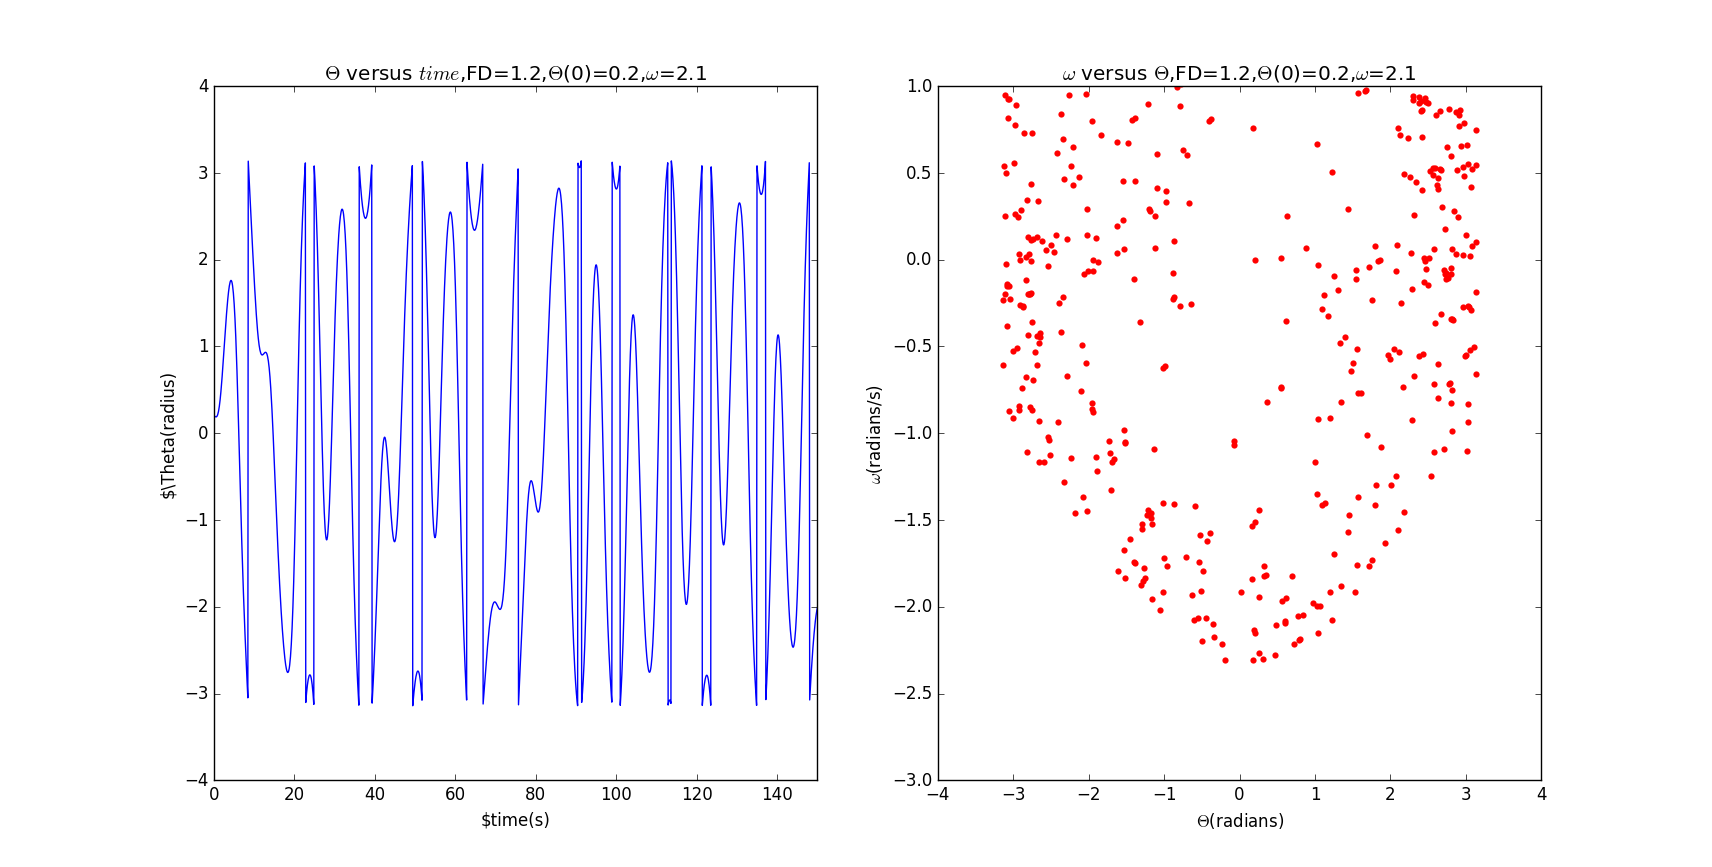 Θ versus time,FD=1.2,Θ(0)=0.2,ω=2.1
4
3
2
1
0
−1
−2
−3
−4
$\Theta(radius)
0 20 40 60 80 100 120 140
$time(s)
ω versus Θ,FD=1.2,Θ(0)=0.2,ω=2.1
1.0
0.5
0.0
−0.5
−1.0
−1.5
−2.0
−2.5
−3.0
ω(radians/s)
−4 −3 −2 −1 0 1 2 3 4
Θ(radians)